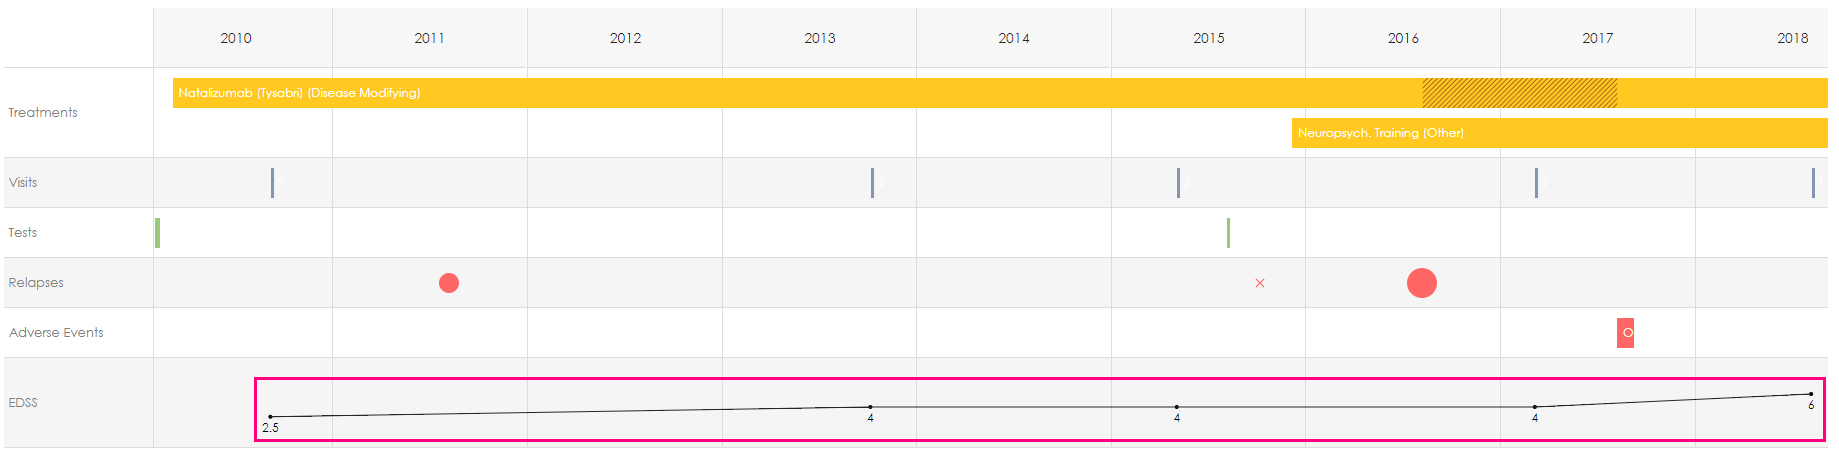 2010 2011 2012 2013 2014 2015 2016 2017 2018
Treatments
Natalizumab (Tysabri) (Disease Modifying)
Neuropsych. Training (Other)
Visits
Tests
Relapses
×
Adverse Events
O
EDSS
2.5 4 4 4 6